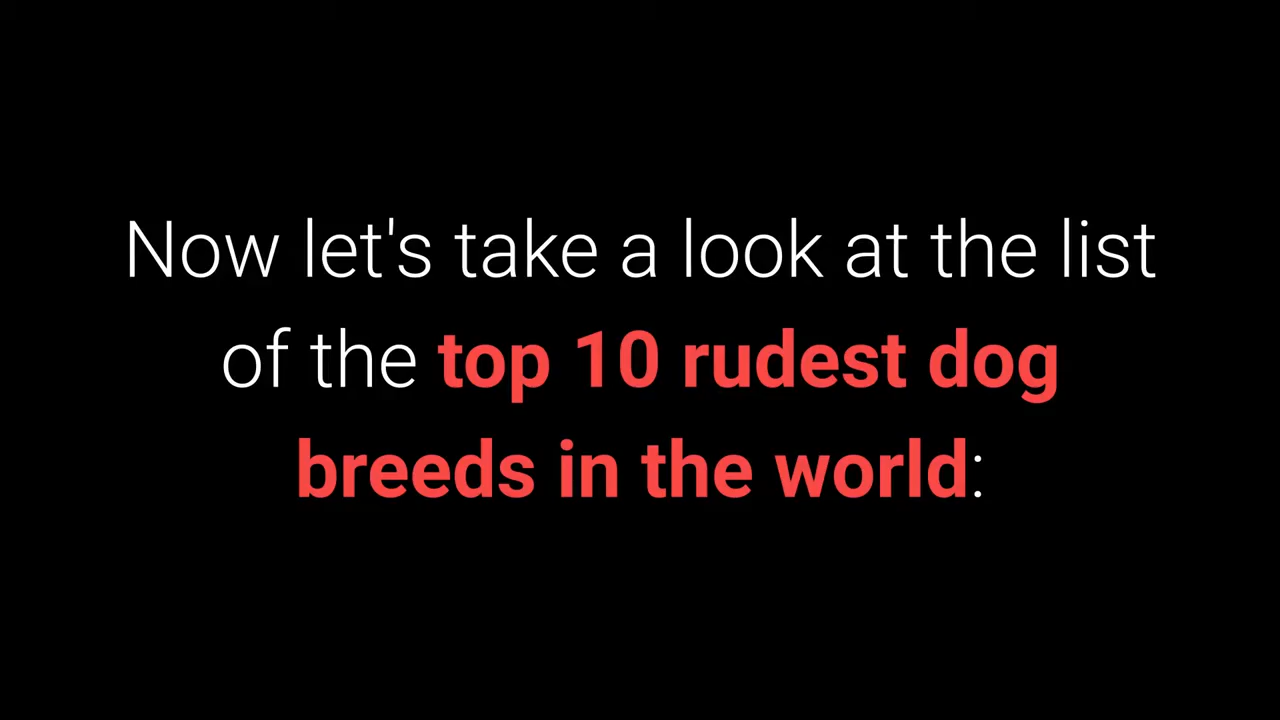 Now let's take a look at the list
of the top 10 rudest dog
breeds in the world: